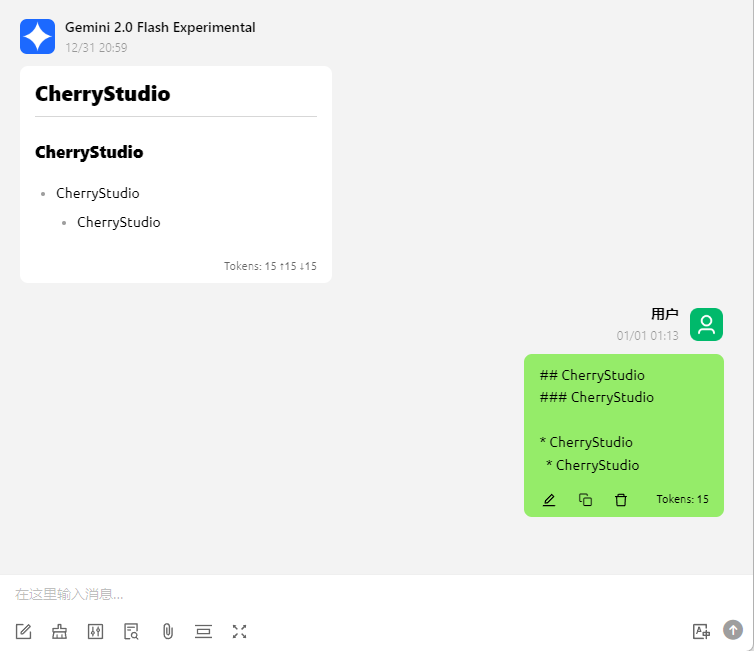 Gemini 2.0 Flash Experimental
12/31 20:59
CherryStudio
CherryStudio
CherryStudio
CherryStudio
Tokens: 15 ↑15 ↓15
用户
01/01 01:13
## CherryStudio
### CherryStudio
* CherryStudio
* CherryStudio
Tokens: 15
在这里输入消息...